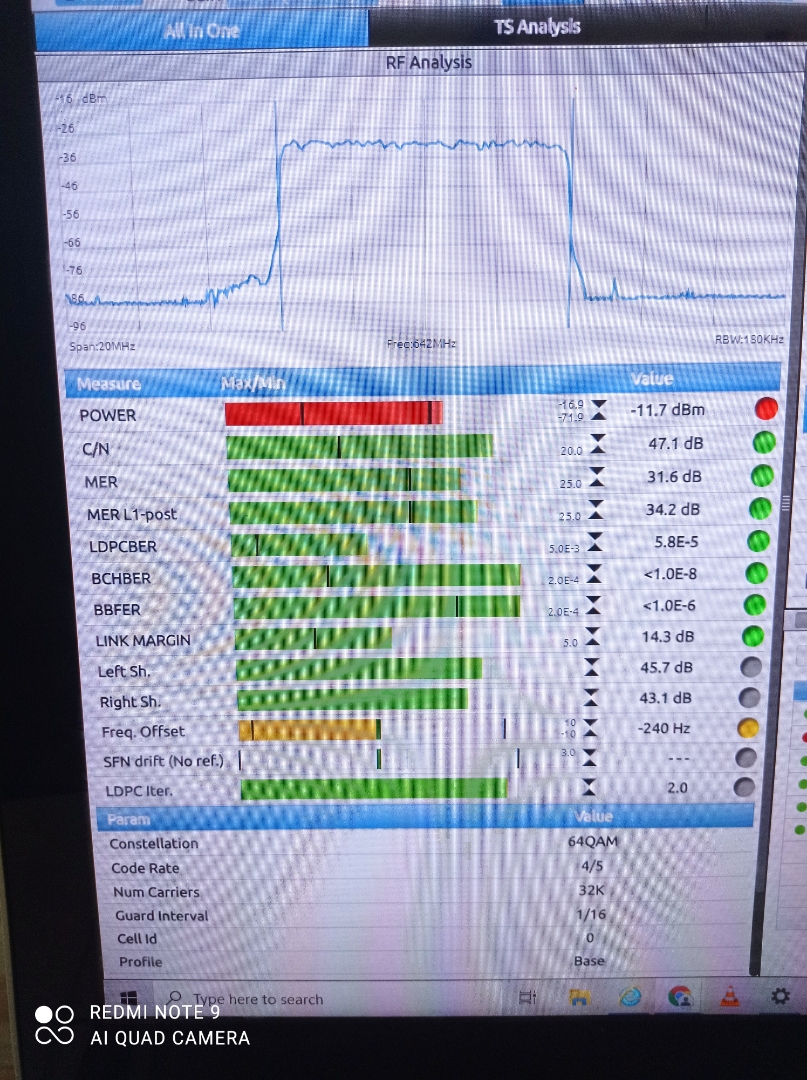 All in One
TS Analysis
RF Analysis
-16 dBm
-26
-36
-46
-56
-66
-76
-86
-96
Span:20MHz Freq:642MHz RBW:180KHz
Measure Max/Min Value
POWER -16.9 -71.9 -11.7 dBm
C/N 20.0 47.1 dB
MER 25.0 31.6 dB
MER L1-post 25.0 34.2 dB
LDPCBER 5.0E-3 5.8E-5
BCHBER 2.0E-4 <1.0E-8
BBFER 2.0E-4 <1.0E-6
LINK MARGIN 5.0 14.3 dB
Left Sh. 45.7 dB
Right Sh. 43.1 dB
Freq. Offset 10 -10 -240 Hz
SFN drift (No ref.) 3.0 ---
LDPC Iter. 2.0
Param Value
Constellation 64QAM
Code Rate 4/5
Num Carriers 32K
Guard Interval 1/16
Cell Id 0
Profile Base
Type here to search
REDMI NOTE 9
AI QUAD CAMERA